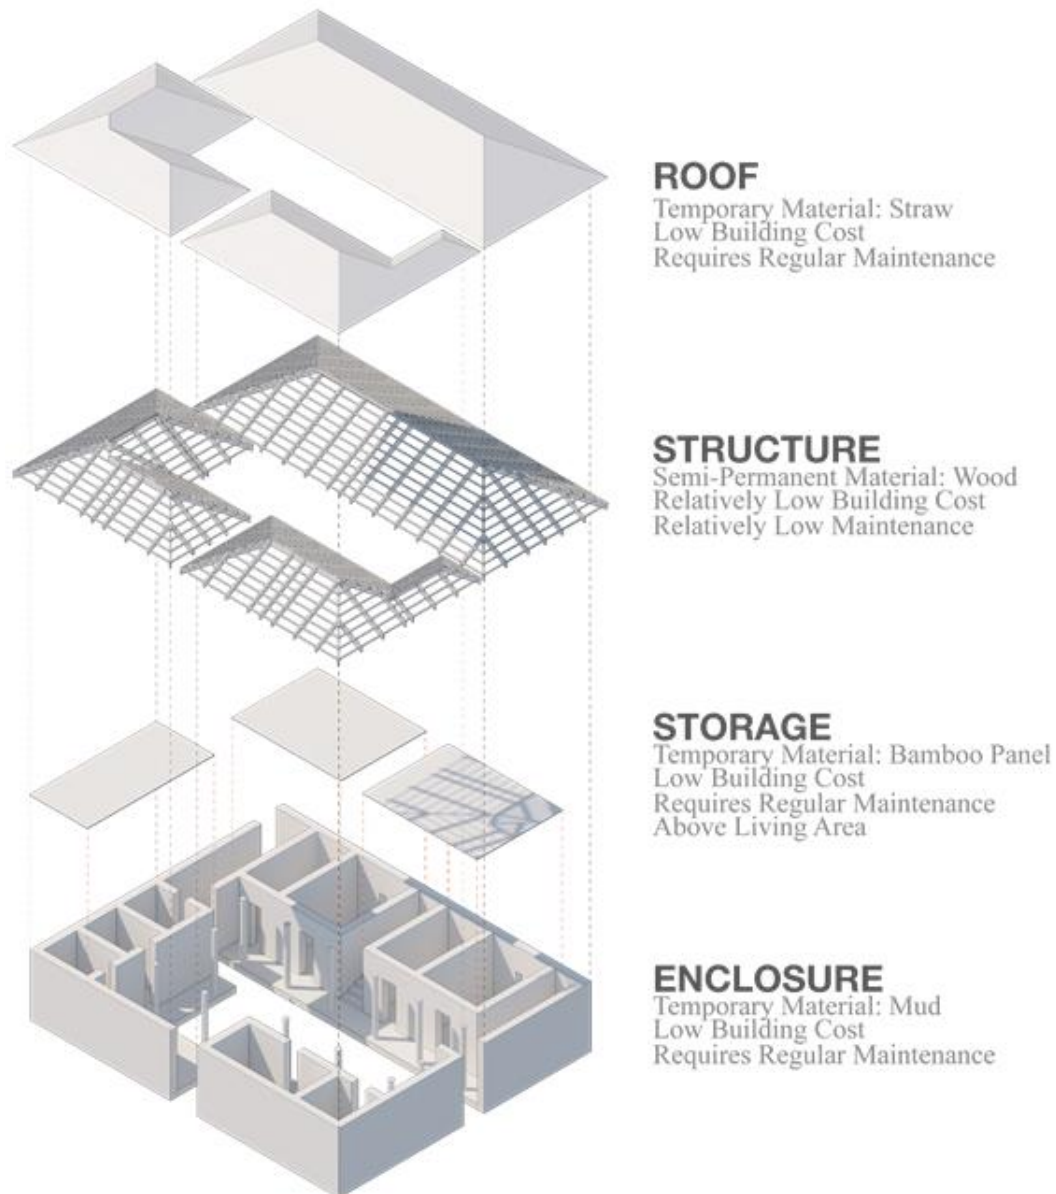 ROOF
Temporary Material: Straw
Low Building Cost
Requires Regular Maintenance
STRUCTURE
Semi-Permanent Material: Wood
Relatively Low Building Cost
Relatively Low Maintenance
STORAGE
Temporary Material: Bamboo Panel
Low Building Cost
Requires Regular Maintenance
Above Living Area
ENCLOSURE
Temporary Material: Mud
Low Building Cost
Requires Regular Maintenance